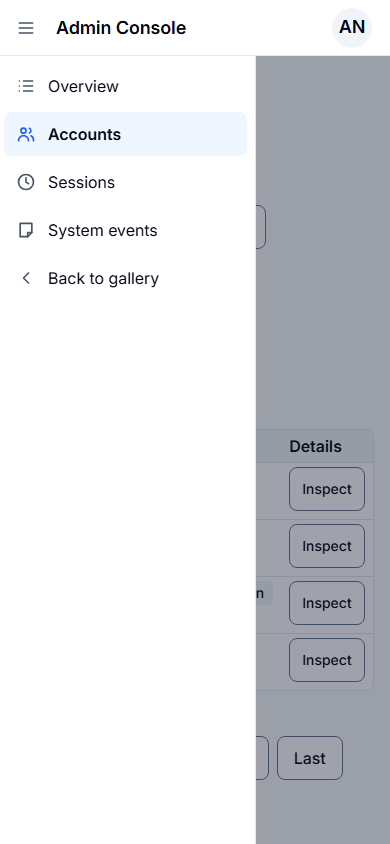 Admin Console
AN
Overview
Accounts
Sessions
System events
Back to gallery
Details
Inspect
Inspect
n
Inspect
Inspect
Last